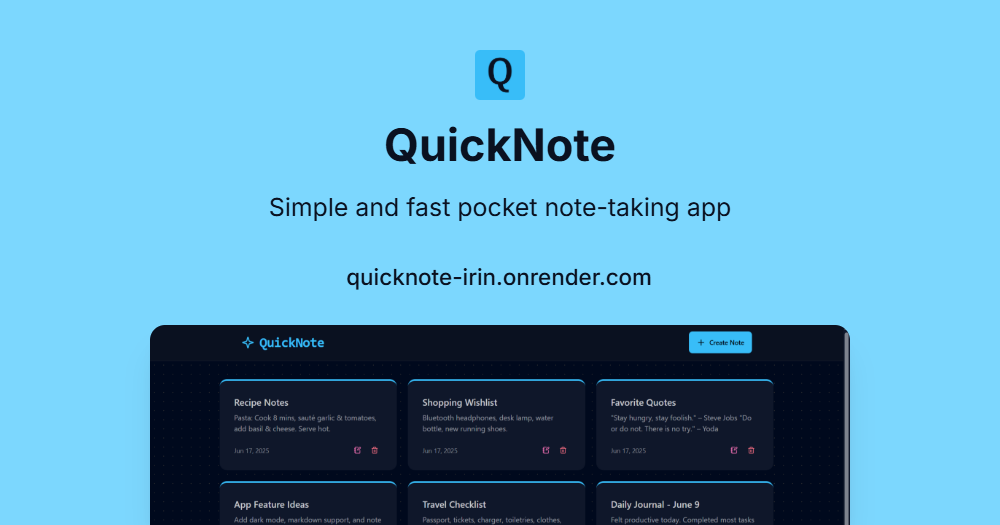 Q
QuickNote
Simple and fast pocket note-taking app
quicknote-irin.onrender.com
QuickNote
+ Create Note
Recipe Notes
Pasta: Cook 8 mins, sauté garlic & tomatoes,
add basil & cheese. Serve hot.
Jun 17, 2025
Shopping Wishlist
Bluetooth headphones, desk lamp, water
bottle, new running shoes.
Jun 17, 2025
Favorite Quotes
"Stay hungry, stay foolish." – Steve Jobs "Do
or do not. There is no try." – Yoda
Jun 17, 2025
App Feature Ideas
Add dark mode, markdown support, and note
Travel Checklist
Passport, tickets, charger, toiletries, clothes,
Daily Journal - June 9
Felt productive today. Completed most tasks